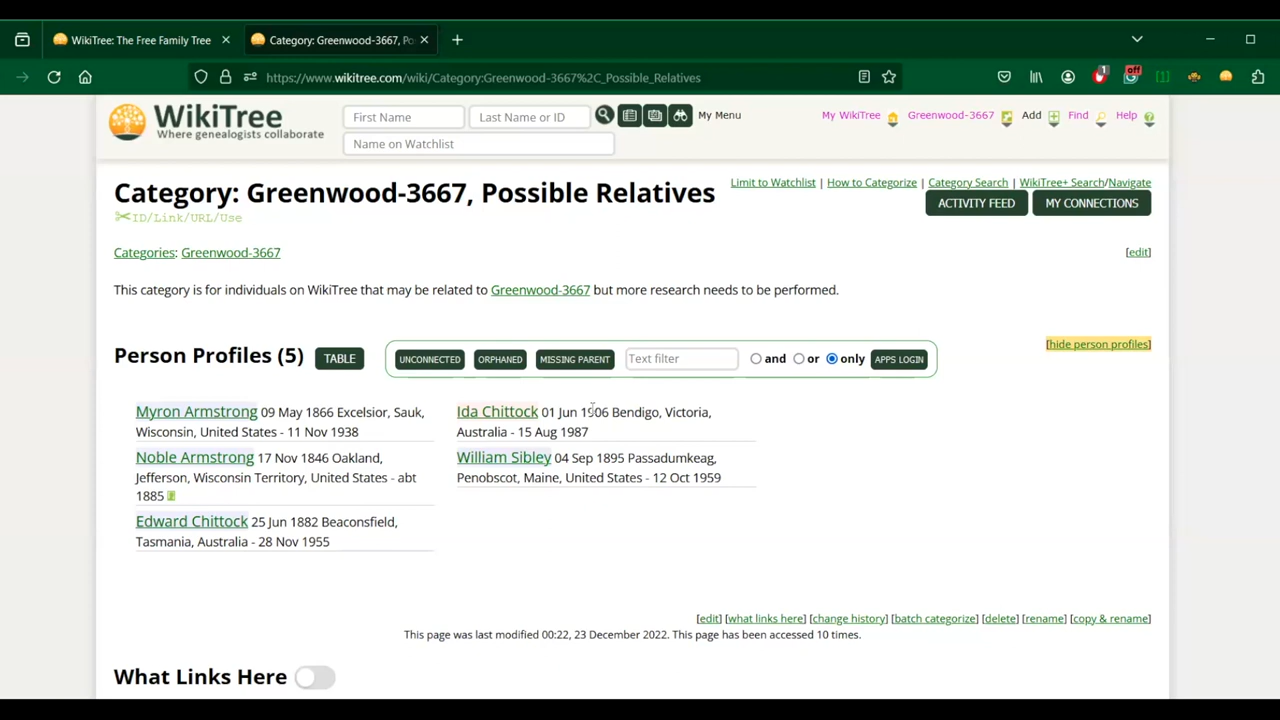 WikiTree: The Free Family Tree
Category: Greenwood-3667, Po
1
off
https://www.wikitree.com/wiki/Category:Greenwood-3667%2C_Possible_Relatives
WikiTree
Where genealogists collaborate
First Name
Last Name or ID
My Menu
Name on Watchlist
My WikiTree
Greenwood-3667
Add
Find
Help
Category: Greenwood-3667, Possible Relatives
Limit to Watchlist | How to Categorize | Category Search | WikiTree+ Search/Navigate
ID/Link/URL/Use
ACTIVITY FEED
MY CONNECTIONS
Categories: Greenwood-3667
[edit]
This category is for individuals on WikiTree that may be related to Greenwood-3667 but more research needs to be performed.
[hide person profiles]
Person Profiles (5)
TABLE
UNCONNECTED
ORPHANED
MISSING PARENT
Text filter
and
or
only
APPS LOGIN
Myron Armstrong 09 May 1866 Excelsior, Sauk,
Wisconsin, United States - 11 Nov 1938
Noble Armstrong 17 Nov 1846 Oakland,
Jefferson, Wisconsin Territory, United States - abt
1885
Edward Chittock 25 Jun 1882 Beaconsfield,
Tasmania, Australia - 28 Nov 1955
Ida Chittock 01 Jun 1906 Bendigo, Victoria,
Australia - 15 Aug 1987
William Sibley 04 Sep 1895 Passadumkeag,
Penobscot, Maine, United States - 12 Oct 1959
[edit] [what links here] [change history] [batch categorize] [delete] [rename] [copy & rename]
This page was last modified 00:22, 23 December 2022. This page has been accessed 10 times.
What Links Here